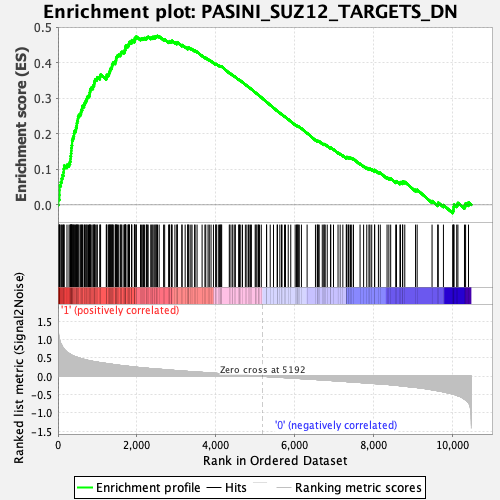 Enrichment plot: PASINI_SUZ12_TARGETS_DN
Enrichment score (ES)
0.5
0.4
0.3
0.2
0.1
0.0
'1' (positively correlated)
Ranked list metric (Signal2Noise)
1.5
1.0
0.5
0.0
-0.5
-1.0
-1.5
Zero cross at 5192
'0' (negatively correlated)
0
2,000
4,000
6,000
8,000
10,000
Rank in Ordered Dataset
Enrichment profile
Hits
Ranking metric scores